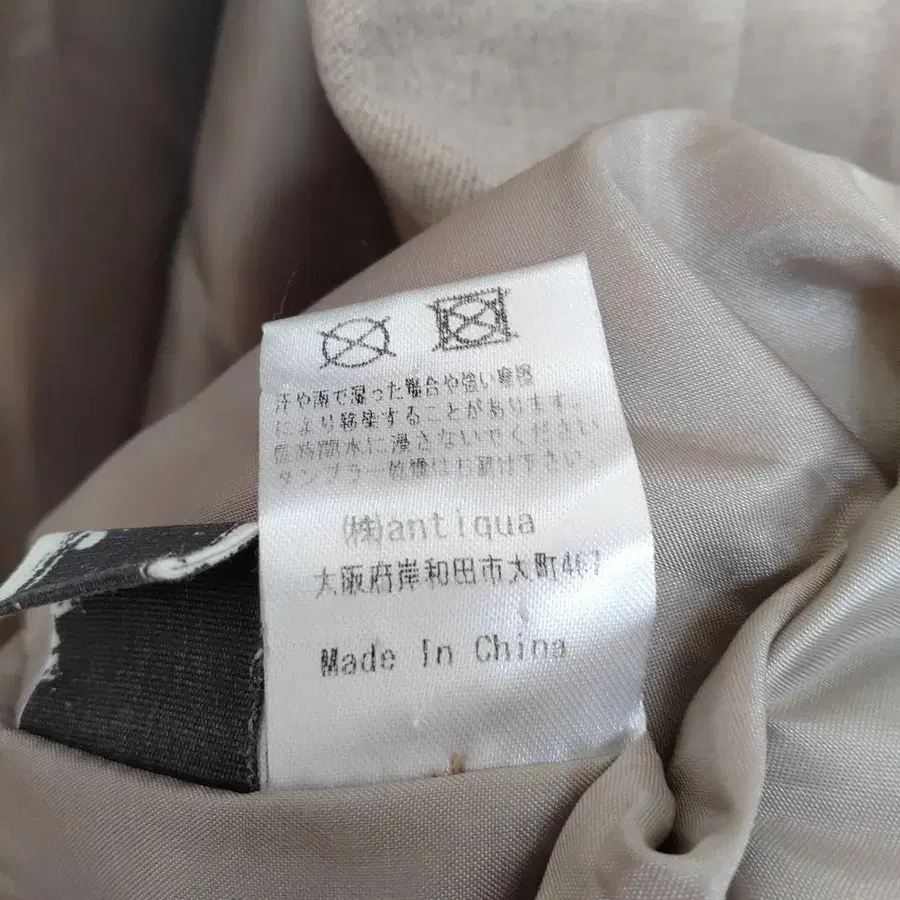 汗や雨で湿った場合や強い摩擦
により移染することがあります。
長時間水に浸さないでください
タンブラー乾燥はお避け下さい。
(株)antiqua
大阪府岸和田市大町467
Made In China